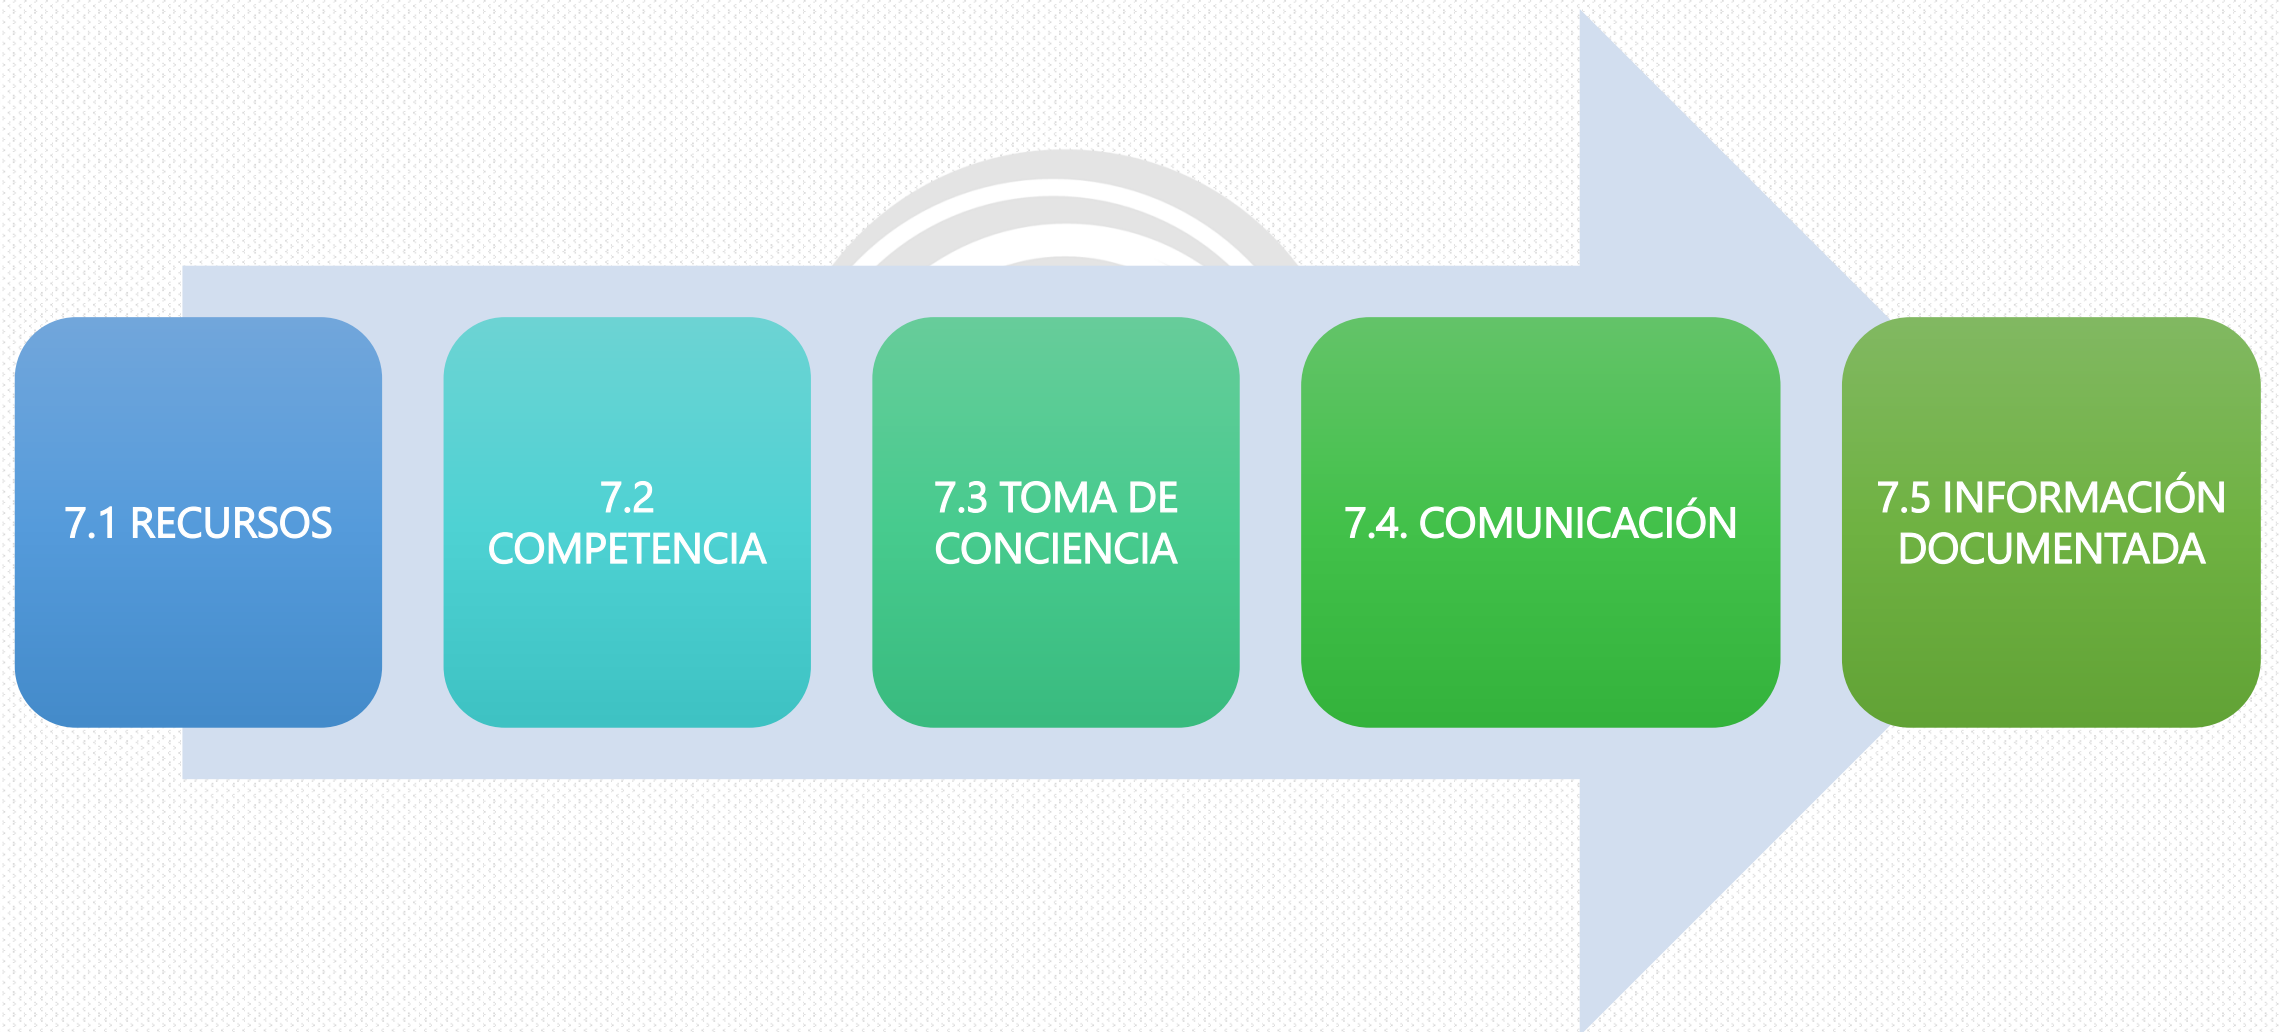 7.1 RECURSOS
7.2
COMPETENCIA
7.3 TOMA DE
CONCIENCIA
7.4. COMUNICACIÓN
7.5 INFORMACIÓN
DOCUMENTADA